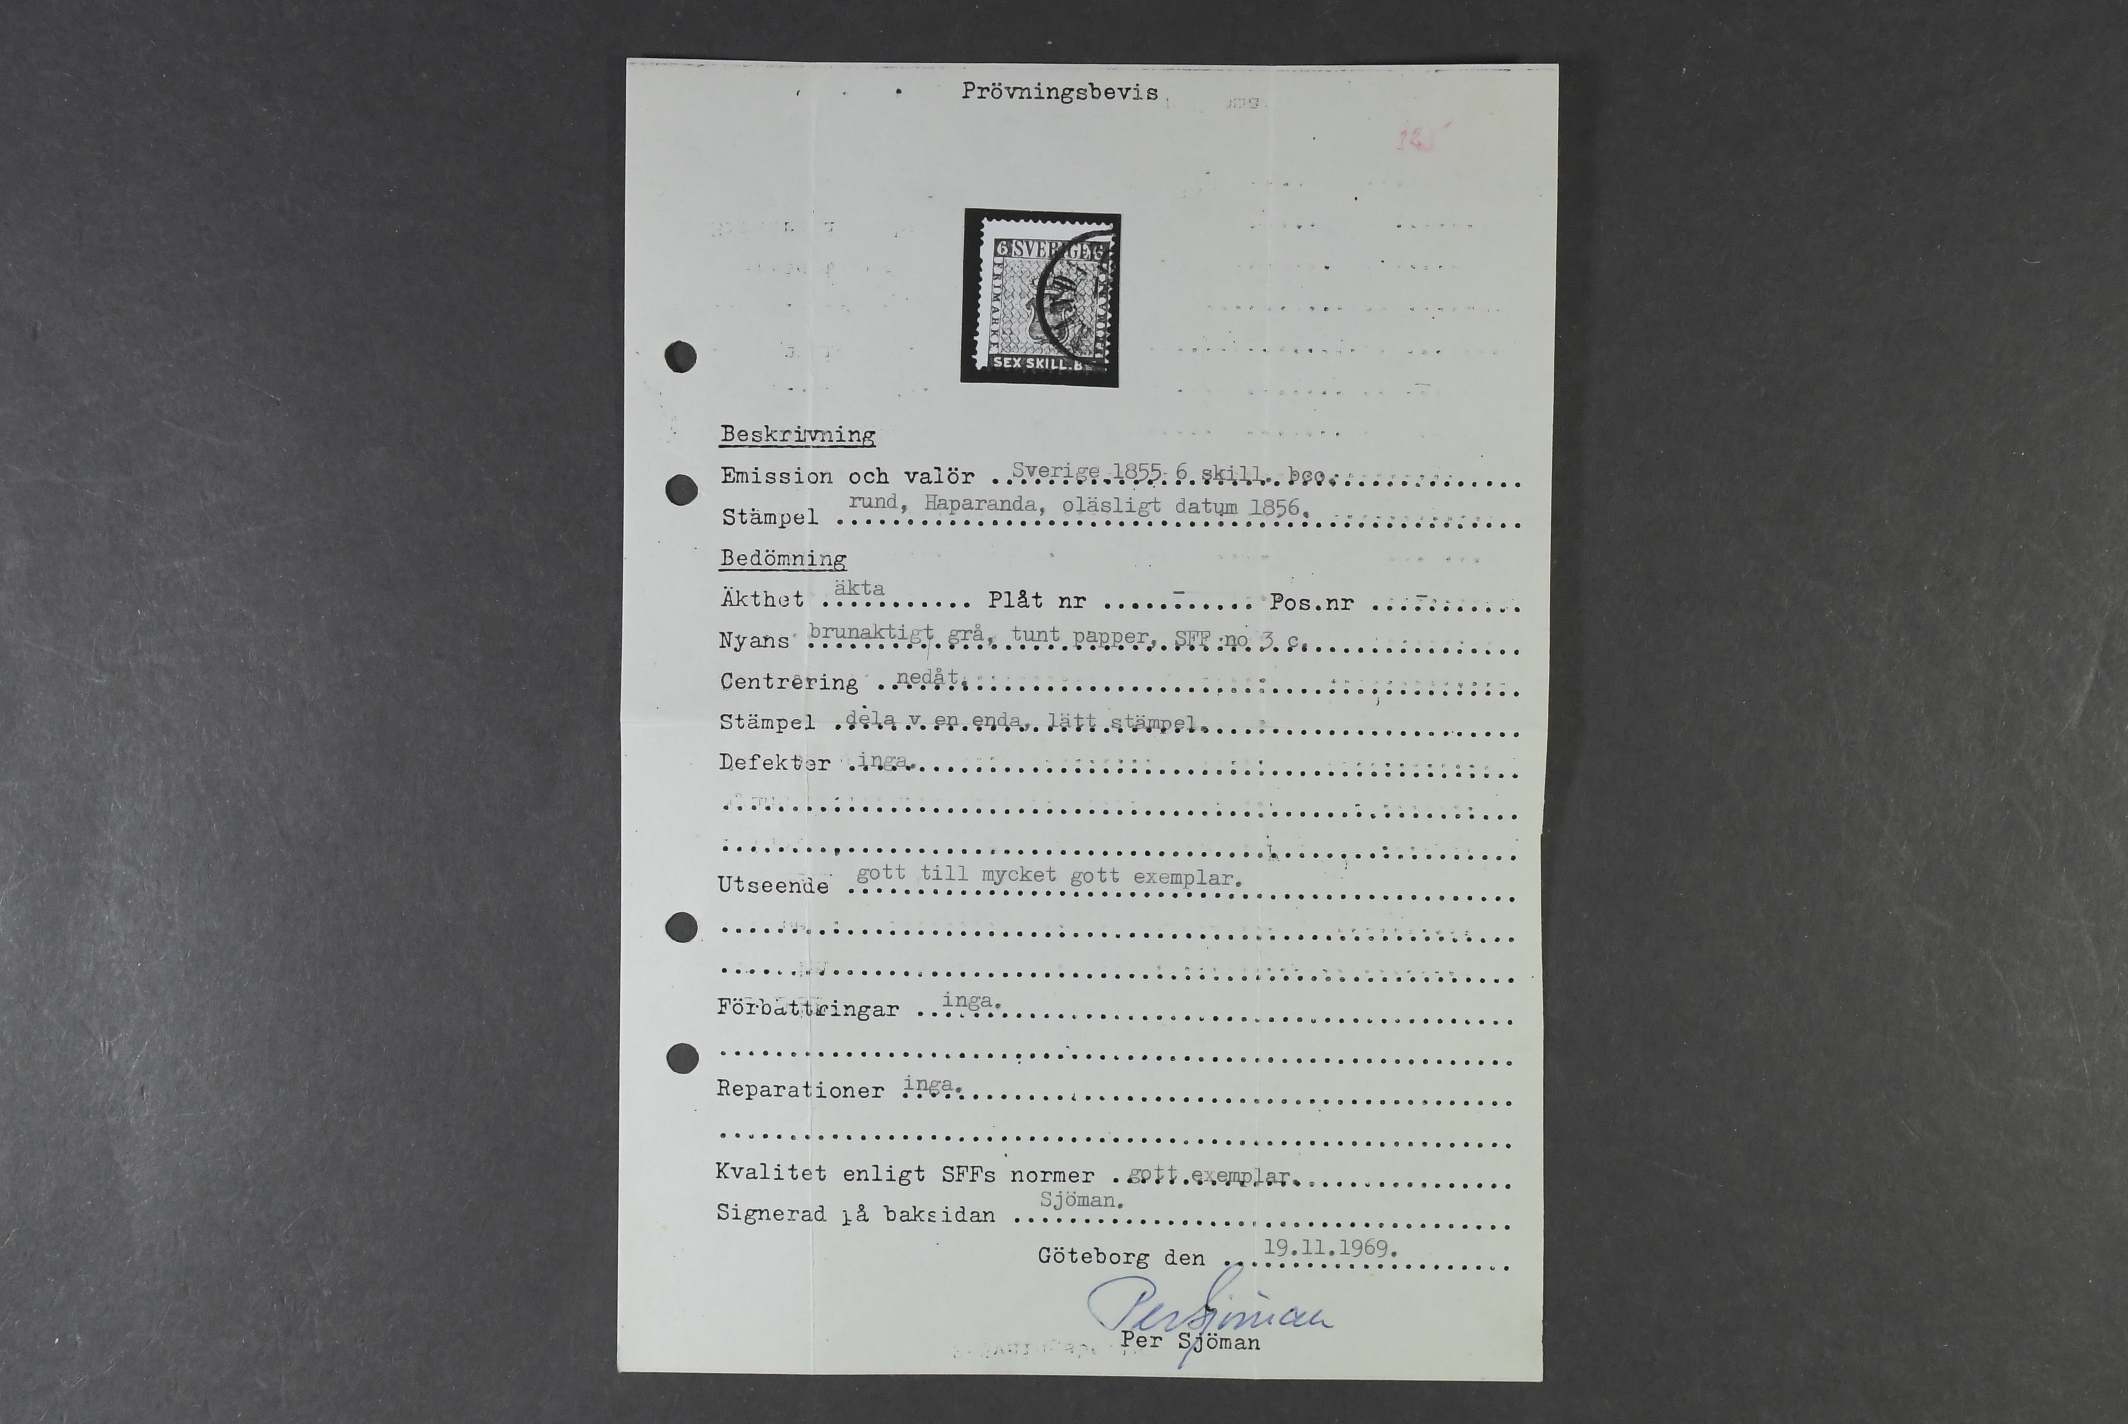 Prövningsbevis
6 SVERIGE 6
FRIMARKE
SEX SKILL. B
Beskrivning
Emission och valör Sverige 1855 6 skill. bco.
Stämpel rund, Haparanda, oläsligt datum 1856.
Bedömning
Äkthet äkta Plåt nr - Pos.nr -
Nyans brunaktigt grå, tunt papper, SFF no 3 c.
Centrering nedåt.
Stämpel dela v en enda, lätt stämpel.
Defekter inga.
Utseende gott till mycket gott exemplar.
Förbättringar inga.
Reparationer inga.
Kvalitet enligt SFFs normer gott exemplar.
Signerad på baksidan Sjöman.
Göteborg den 19.11.1969.
Per Sjöman
Per Sjöman